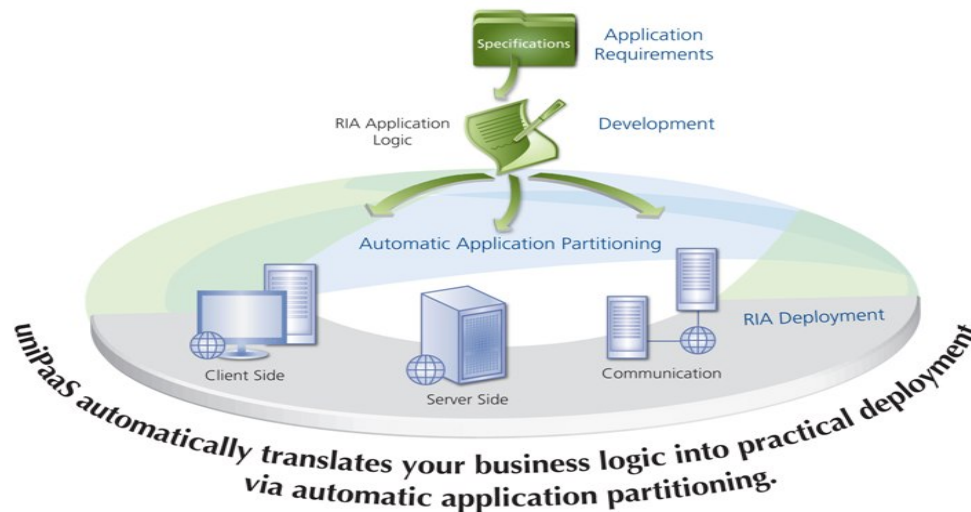 Specifications
Application
Requirements
RIA Application
Logic
Development
Automatic Application Partitioning
RIA Deployment
Client Side
Server Side
Communication
uniPaaS automatically translates your business logic into practical deployment
via automatic application partitioning.